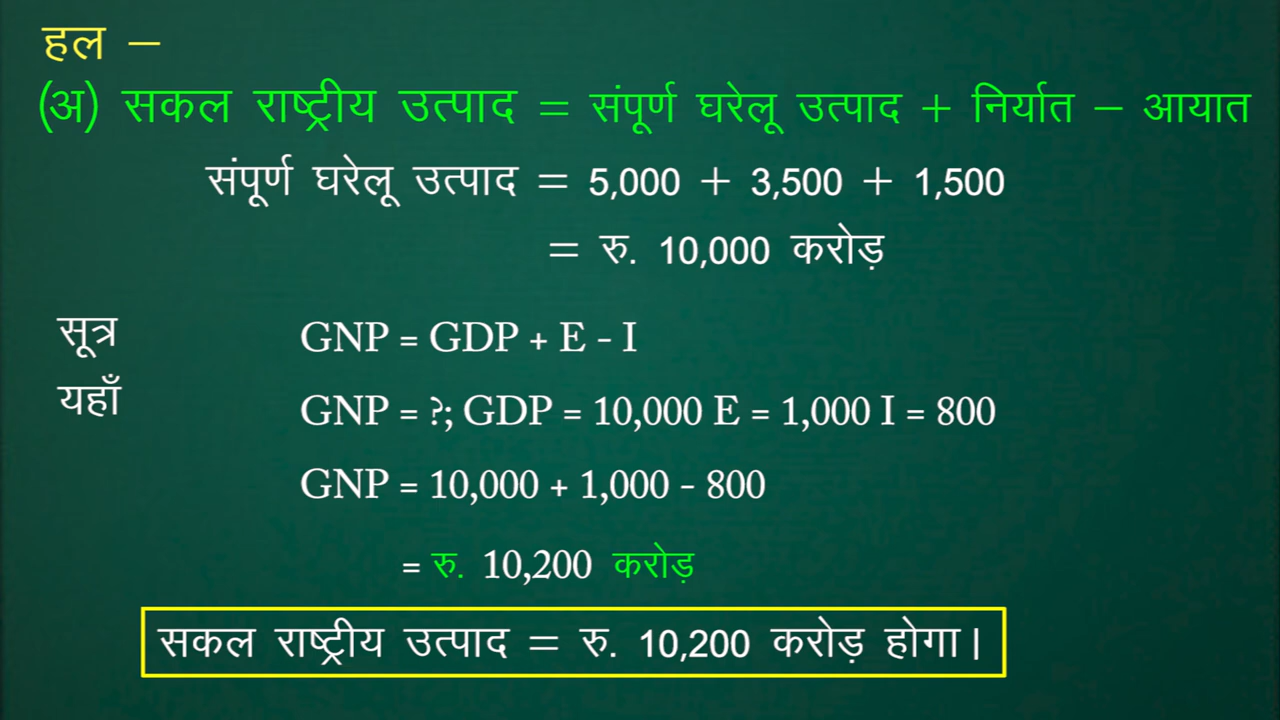 हल –
(अ) सकल राष्ट्रीय उत्पाद = संपूर्ण घरेलू उत्पाद + निर्यात – आयात
संपूर्ण घरेलू उत्पाद = 5,000 + 3,500 + 1,500
= रु. 10,000 करोड़
सूत्र GNP = GDP + E - I
यहाँ GNP = ?; GDP = 10,000 E = 1,000 I = 800
GNP = 10,000 + 1,000 - 800
= रु. 10,200 करोड़
सकल राष्ट्रीय उत्पाद = रु. 10,200 करोड़ होगा।